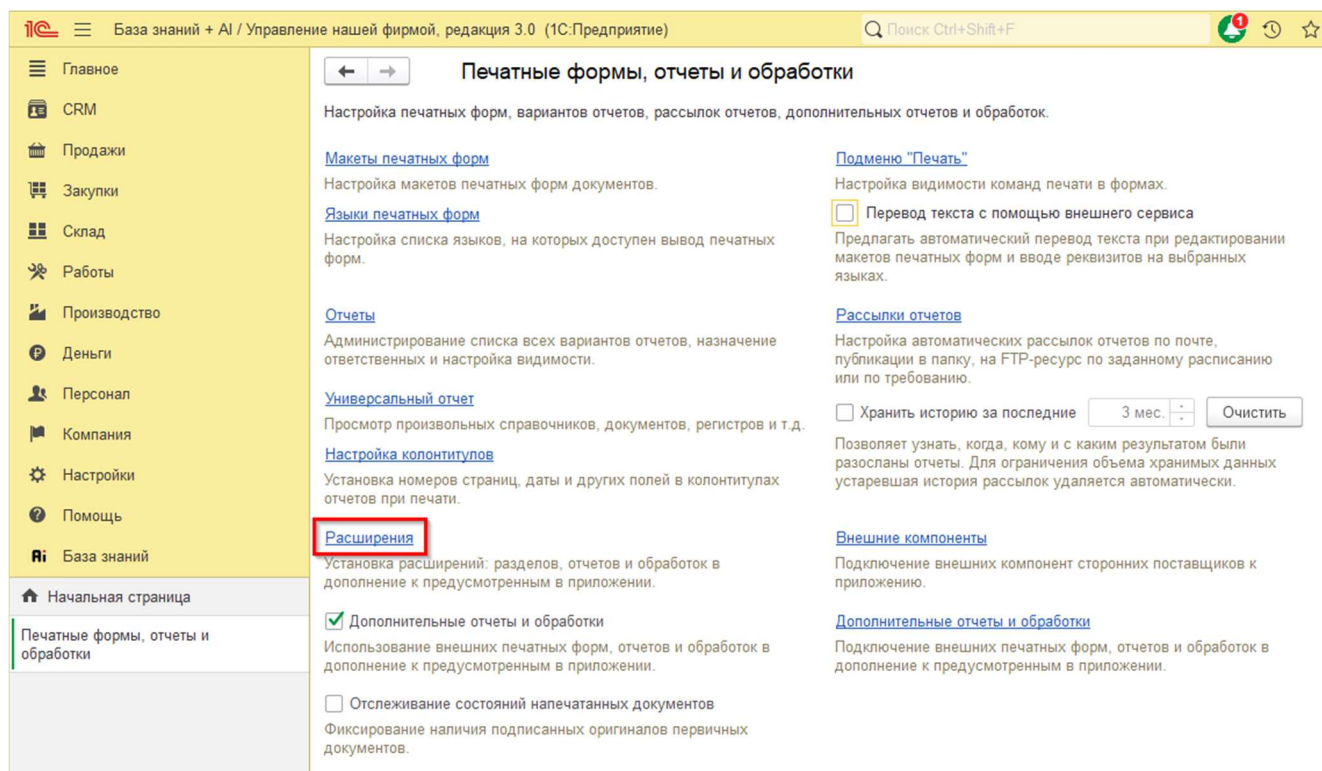 1С База знаний + AI / Управление нашей фирмой, редакция 3.0 (1С:Предприятие) Поиск Ctrl+Shift+F 1
Главное
CRM
Продажи
Закупки
Склад
Работы
Производство
Деньги
Персонал
Компания
Настройки
Помощь
Ai База знаний
Начальная страница
Печатные формы, отчеты и
обработки
Печатные формы, отчеты и обработки
Настройка печатных форм, вариантов отчетов, рассылок отчетов, дополнительных отчетов и обработок.
Макеты печатных форм
Настройка макетов печатных форм документов.
Языки печатных форм
Настройка списка языков, на которых доступен вывод печатных
форм.
Подменю "Печать"
Настройка видимости команд печати в формах.
Перевод текста с помощью внешнего сервиса
Предлагать автоматический перевод текста при редактировании
макетов печатных форм и вводе реквизитов на выбранных
языках.
Отчеты
Администрирование списка всех вариантов отчетов, назначение
ответственных и настройка видимости.
Универсальный отчет
Просмотр произвольных справочников, документов, регистров и т.д.
Настройка колонтитулов
Установка номеров страниц, даты и других полей в колонтитулах
отчетов при печати.
Рассылки отчетов
Настройка автоматических рассылок отчетов по почте,
публикации в папку, на FTP-ресурс по заданному расписанию
или по требованию.
Хранить историю за последние 3 мес. Очистить
Позволяет узнать, когда, кому и с каким результатом были
разосланы отчеты. Для ограничения объема хранимых данных
устаревшая история рассылок удаляется автоматически.
Расширения
Установка расширений: разделов, отчетов и обработок в
дополнение к предусмотренным в приложении.
Внешние компоненты
Подключение внешних компонент сторонних поставщиков к
приложению.
Дополнительные отчеты и обработки
Использование внешних печатных форм, отчетов и обработок в
дополнение к предусмотренным в приложении.
Дополнительные отчеты и обработки
Подключение внешних печатных форм, отчетов и обработок в
дополнение к предусмотренным в приложении.
Отслеживание состояний напечатанных документов
Фиксирование наличия подписанных оригиналов первичных
документов.